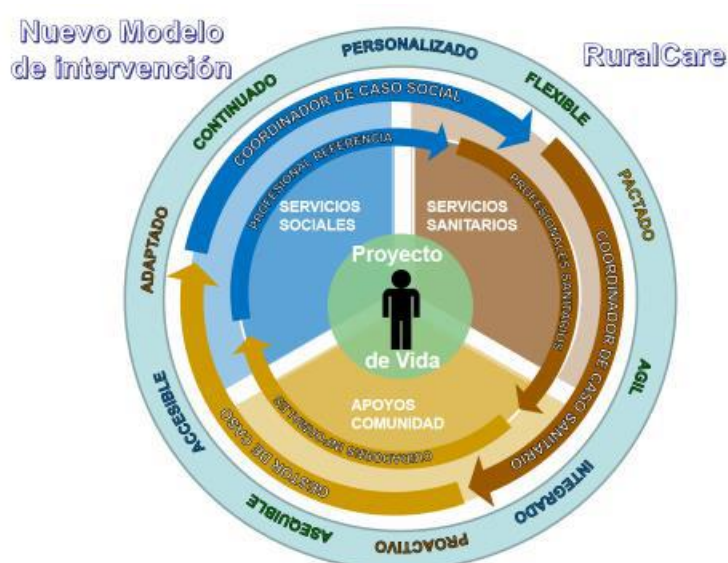 Nuevo Modelo
de intervención
RuralCare
PERSONALIZADO
FLEXIBLE
PACTADO
AGIL
INTEGRADO
PROACTIVO
ASEQUIBLE
ACCESIBLE
ADAPTADO
CONTINUADO
COORDINADOR DE CASO SOCIAL
COORDINADOR DE CASO SANITARIO
GESTOR DE CASO
PROFESIONAL REFERENCIA
PROFESIONALES SANITARIOS
CUIDADORES INFORMALES
SERVICIOS
SOCIALES
SERVICIOS
SANITARIOS
Proyecto
de Vida
APOYOS
COMUNIDAD